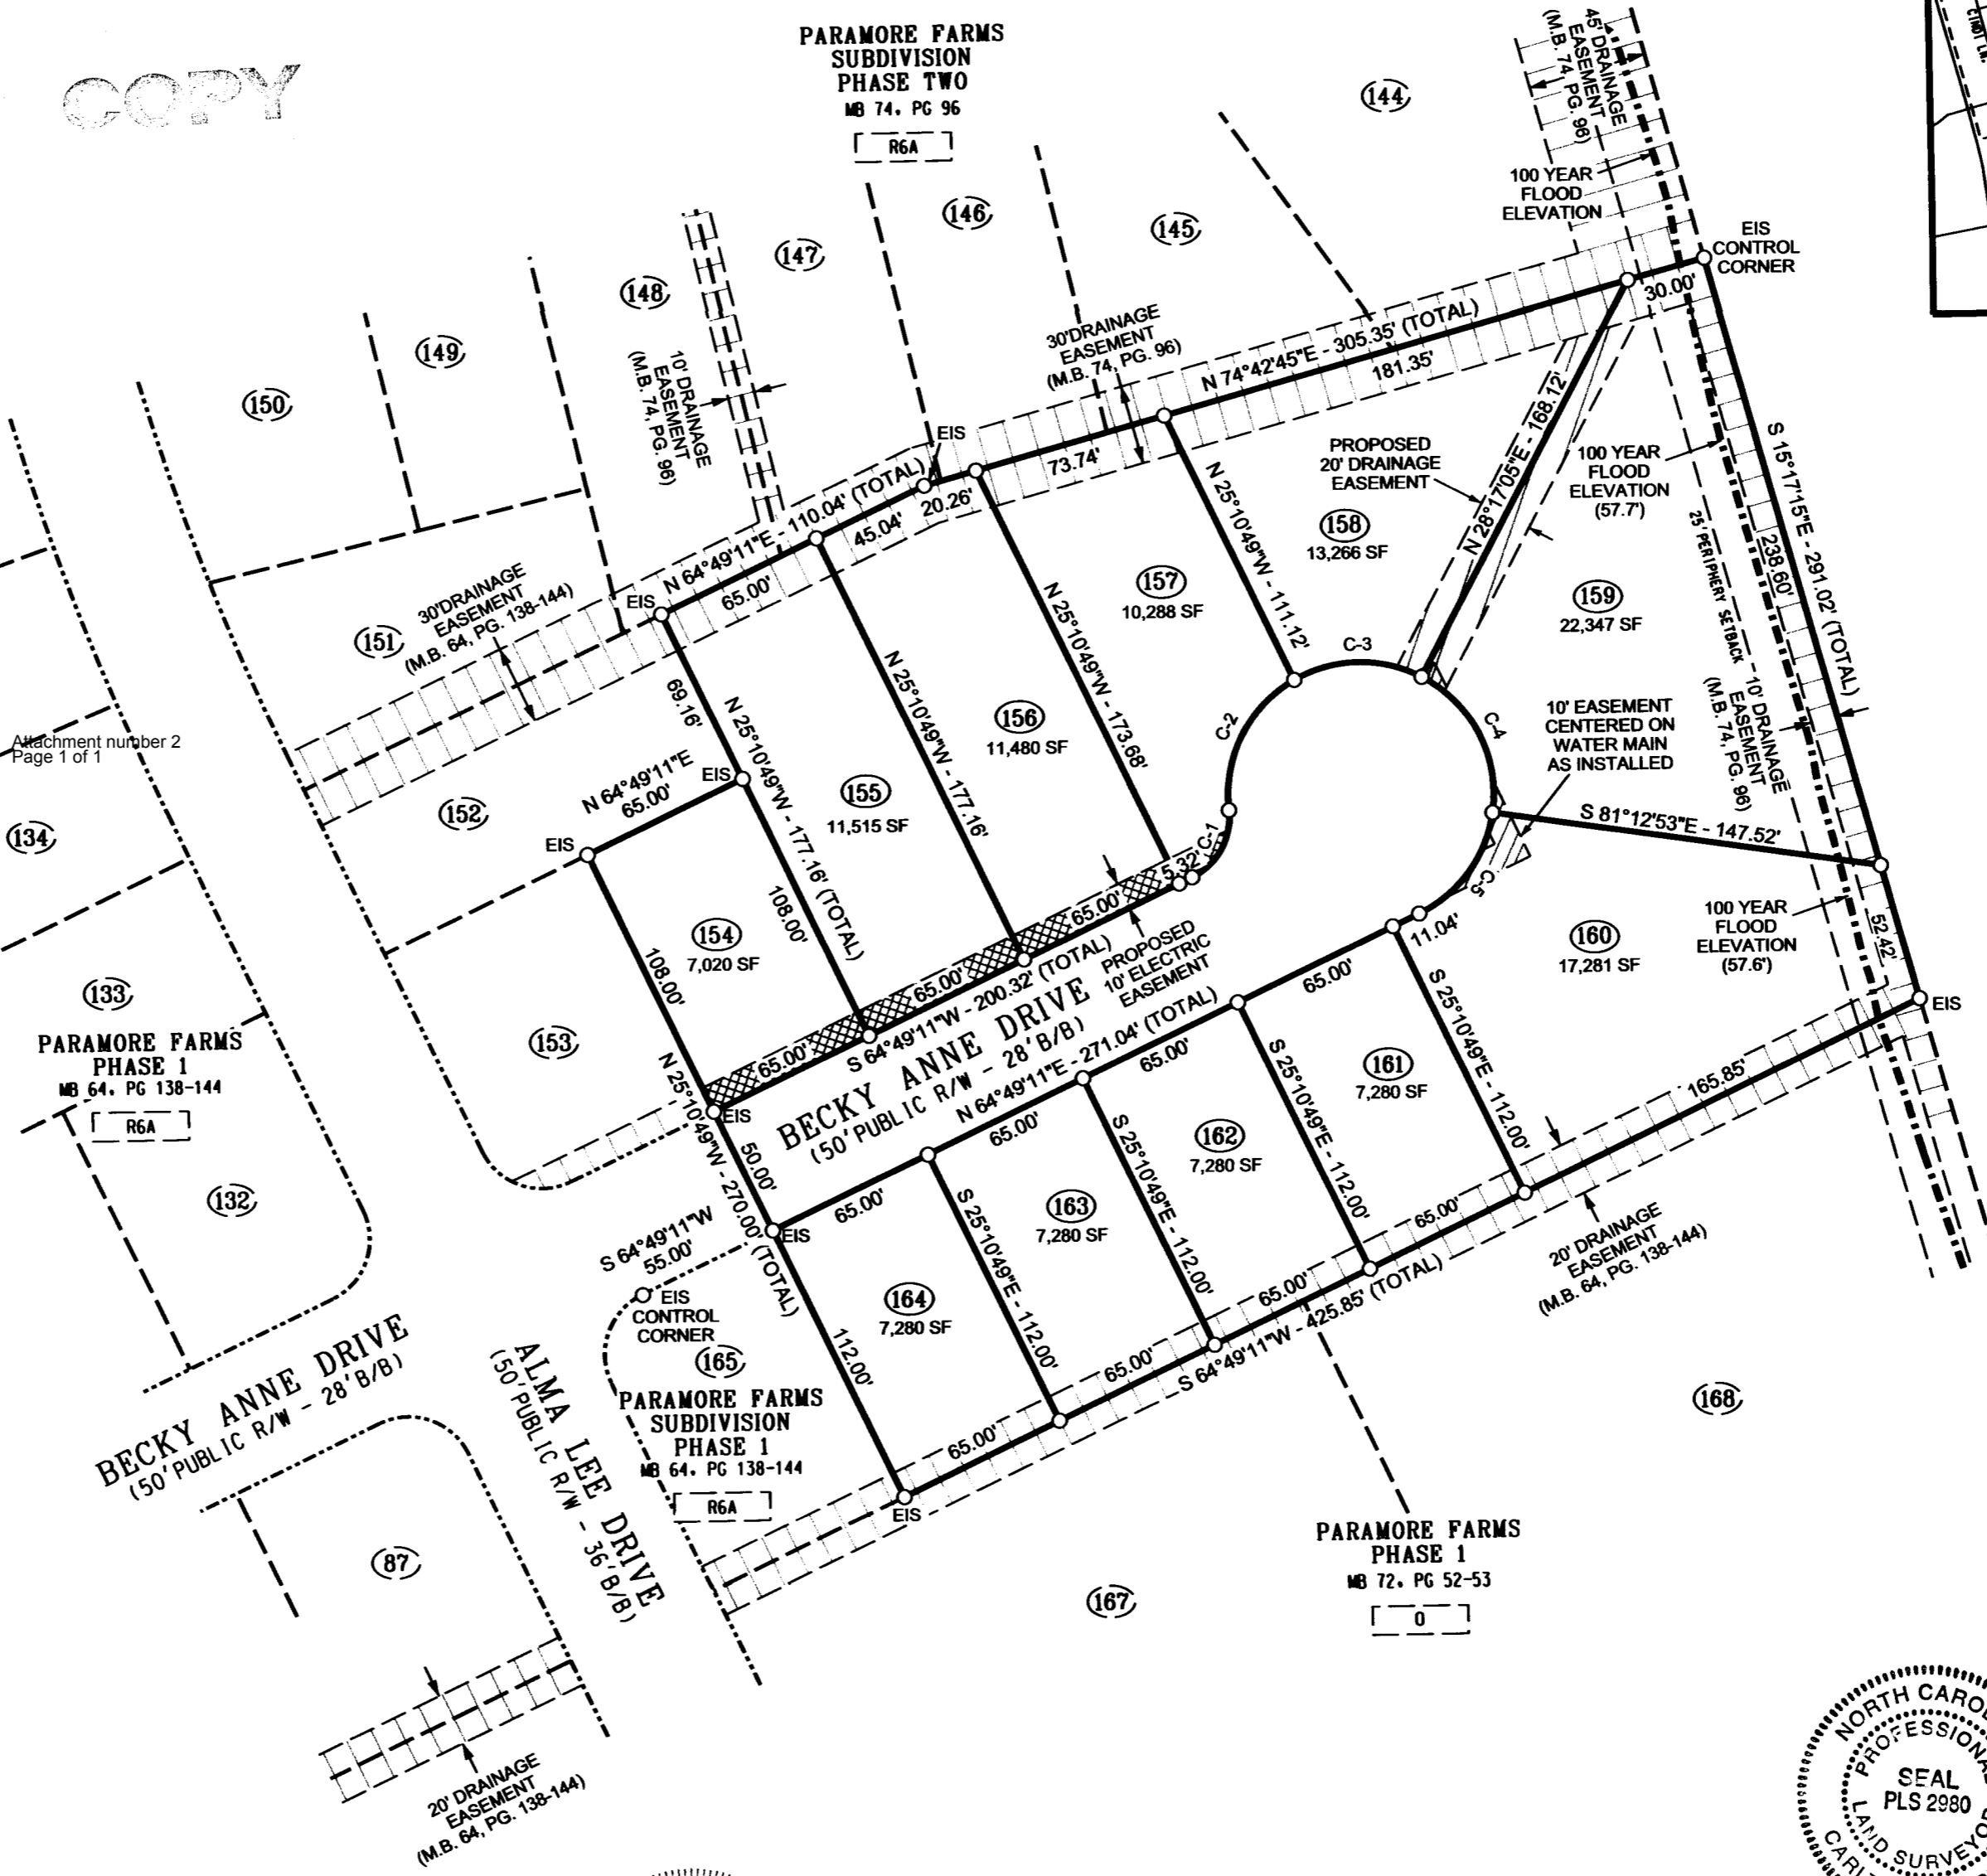 COPY
PARAMORE FARMS
SUBDIVISION
PHASE TWO
MB 74. PG 96
R6A
144
45' DRAINAGE
EASEMENT
(M.B. 74, PG. 96)
100 YEAR
FLOOD
ELEVATION
EIS
CONTROL
CORNER
146
145
147
148
149
150
10' DRAINAGE
EASEMENT
(M.B. 74, PG. 96)
30'DRAINAGE
EASEMENT
(M.B. 74, PG. 96)
N 74°42'45"E - 305.35' (TOTAL)
181.35'
30.00'
73.74'
EIS
20.26'
N 64°49'11"E - 110.04' (TOTAL)
45.04'
65.00'
EIS
30'DRAINAGE
EASEMENT
(M.B. 64, PG. 138-144)
151
PROPOSED
20' DRAINAGE
EASEMENT
N 28°17'05"E - 168.12'
100 YEAR
FLOOD
ELEVATION
(57.7')
S 15°17'15"E - 291.02' (TOTAL)
238.60'
25' PERIPHERY SETBACK
10' DRAINAGE
EASEMENT
(M.B. 74, PG. 96)
158
13,266 SF
N 25°10'49"W - 111.12'
157
10,288 SF
159
22,347 SF
N 25°10'49"W - 173.68'
156
11,480 SF
N 25°10'49"W - 177.16'
155
11,515 SF
69.16'
N 25°10'49"W - 177.16' (TOTAL)
108.00'
C-3
C-2
C-4
C-1
C-5
10' EASEMENT
CENTERED ON
WATER MAIN
AS INSTALLED
S 81°12'53"E - 147.52'
Attachment number 2
Page 1 of 1
134
152
N 64°49'11"E
65.00'
EIS
EIS
154
7,020 SF
108.00'
153
133
PARAMORE FARMS
PHASE 1
MB 64. PG 138-144
R6A
132
5.32'
65.00'
65.00'
65.00'
S 64°49'11"W - 200.32' (TOTAL)
PROPOSED
10' ELECTRIC
EASEMENT
BECKY ANNE DRIVE
(50' PUBLIC R/W - 28'B/B)
N 64°49'11"E - 271.04' (TOTAL)
11.04'
65.00'
65.00'
65.00'
65.00'
EIS
50.00'
N 25°10'49"W - 270.00' (TOTAL)
EIS
112.00'
160
17,281 SF
100 YEAR
FLOOD
ELEVATION
(57.6')
52.42'
EIS
165.85'
161
7,280 SF
S 25°10'49"E - 112.00'
162
7,280 SF
S 25°10'49"E - 112.00'
163
7,280 SF
S 25°10'49"E - 112.00'
164
7,280 SF
S 25°10'49"E - 112.00'
65.00'
65.00'
65.00'
65.00'
S 64°49'11"W - 425.85' (TOTAL)
20' DRAINAGE
EASEMENT
(M.B. 64, PG. 138-144)
S 64°49'11"W
55.00'
EIS
CONTROL
CORNER
165
PARAMORE FARMS
SUBDIVISION
PHASE 1
MB 64. PG 138-144
R6A
EIS
BECKY ANNE DRIVE
(50' PUBLIC R/W - 28'B/B)
ALMA LEE DRIVE
(50'PUBLIC R/W - 36'B/B)
87
168
167
PARAMORE FARMS
PHASE 1
MB 72. PG 52-53
O
20' DRAINAGE
EASEMENT
(M.B. 64, PG. 138-144)
NORTH
PROFESSIONAL
SEAL
PLS 2980
LAND